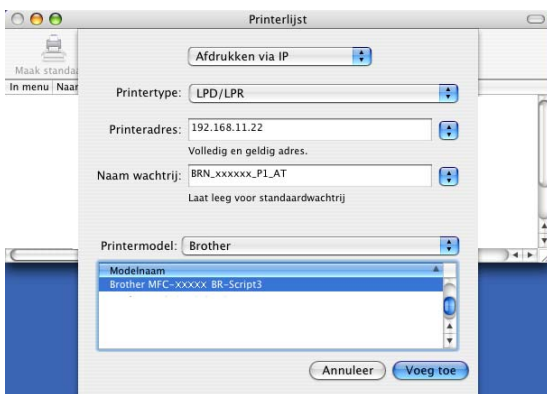 Printerlijst
Afdrukken via IP
Maak standaa
In menu Naar
Printertype: LPD/LPR
Printeradres: 192.168.11.22
Volledig en geldig adres.
Naam wachtrij: BRN_xxxxxx_P1_AT
Laat leeg voor standaardwachtrij
Printermodel: Brother
Modelnaam
Brother MFC-XXXXX BR-Script3
Annuleer Voeg toe